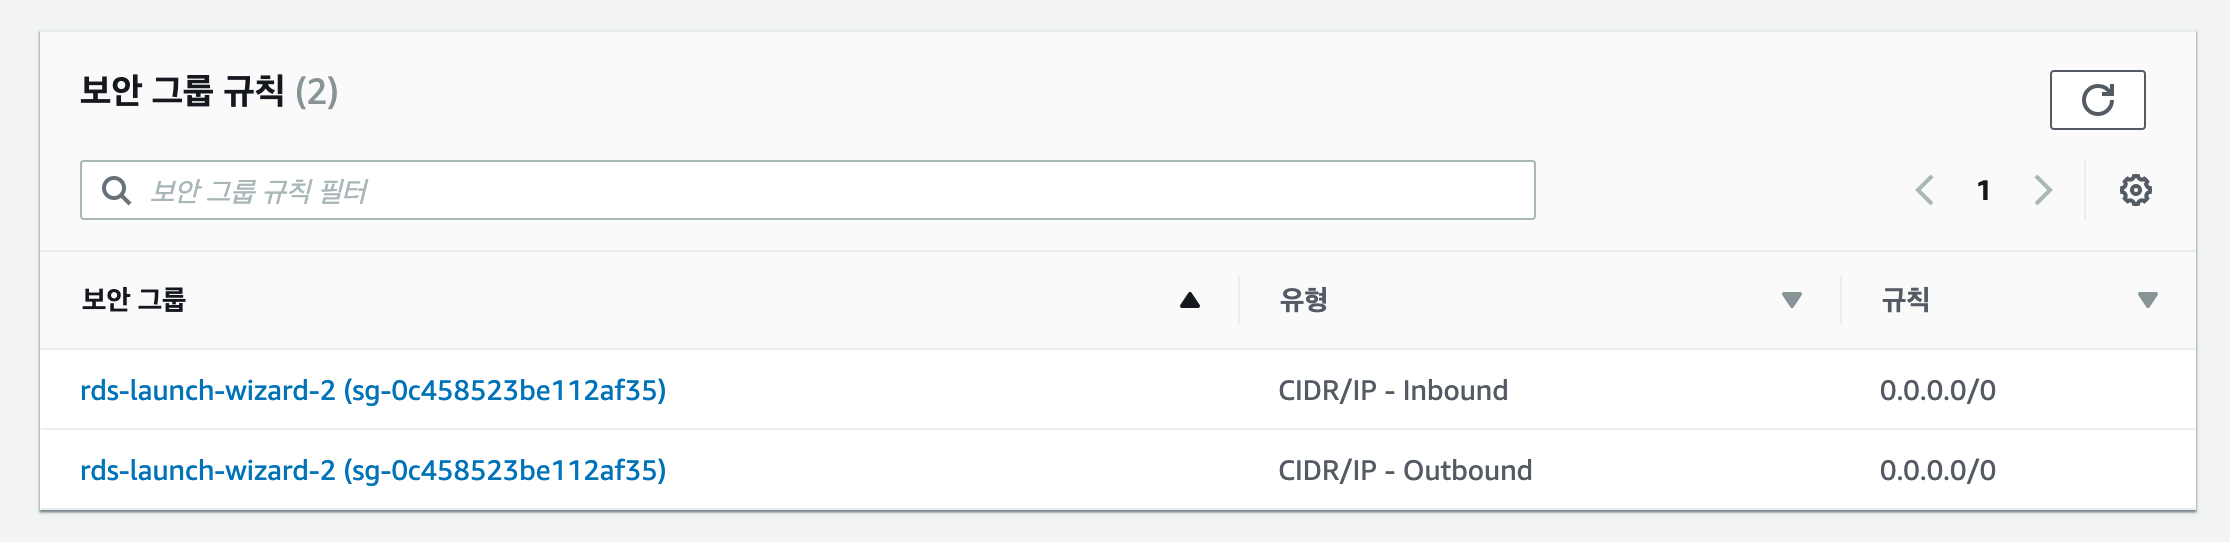 보안 그룹 규칙 (2)
보안 그룹 규칙 필터
1
보안 그룹 유형 규칙
rds-launch-wizard-2 (sg-0c458523be112af35) CIDR/IP - Inbound 0.0.0.0/0
rds-launch-wizard-2 (sg-0c458523be112af35) CIDR/IP - Outbound 0.0.0.0/0